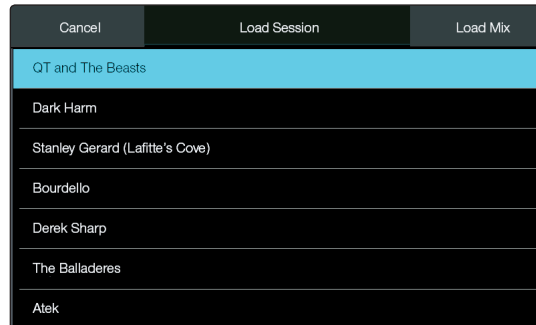 Cancel Load Session Load Mix
QT and The Beasts
Dark Harm
Stanley Gerard (Lafitte's Cove)
Bourdello
Derek Sharp
The Balladeres
Atek